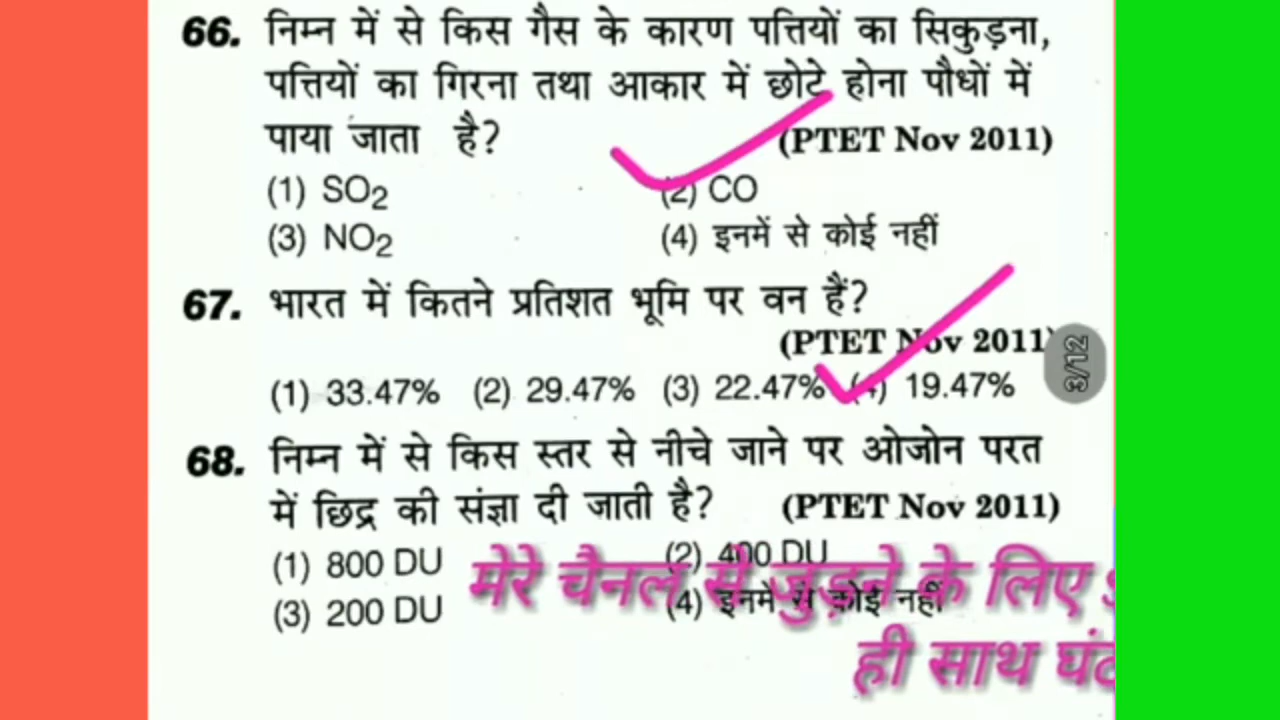 66. निम्न में से किस गैस के कारण पत्तियों का सिकुड़ना,
पत्तियों का गिरना तथा आकार में छोटे होना पौधों में
पाया जाता है? (PTET Nov 2011)
(1) SO2 (2) CO
(3) NO2 (4) इनमें से कोई नहीं
67. भारत में कितने प्रतिशत भूमि पर वन हैं?
(PTET Nov 2011)
(1) 33.47% (2) 29.47% (3) 22.47% (4) 19.47%
3/12
68. निम्न में से किस स्तर से नीचे जाने पर ओजोन परत
में छिद्र की संज्ञा दी जाती है? (PTET Nov 2011)
(1) 800 DU (2) 400 DU
(3) 200 DU (4) इनमें से कोई नहीं
मेरे चैनल से जुड़ने के लिए
ही साथ